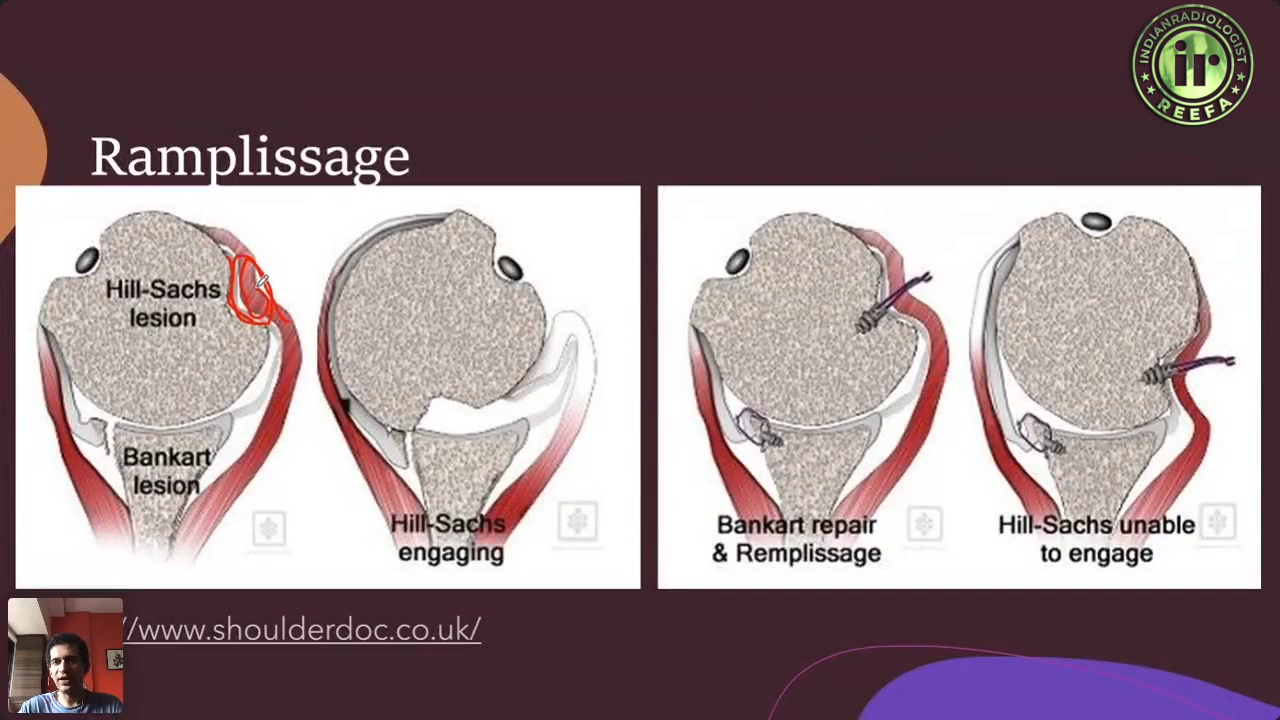 INDIANRADIOLOGIST
ir
REEFA
Ramplissage
Hill-Sachs
lesion
Bankart
lesion
Hill-Sachs
engaging
Bankart repair
& Remplissage
Hill-Sachs unable
to engage
//www.shoulderdoc.co.uk/